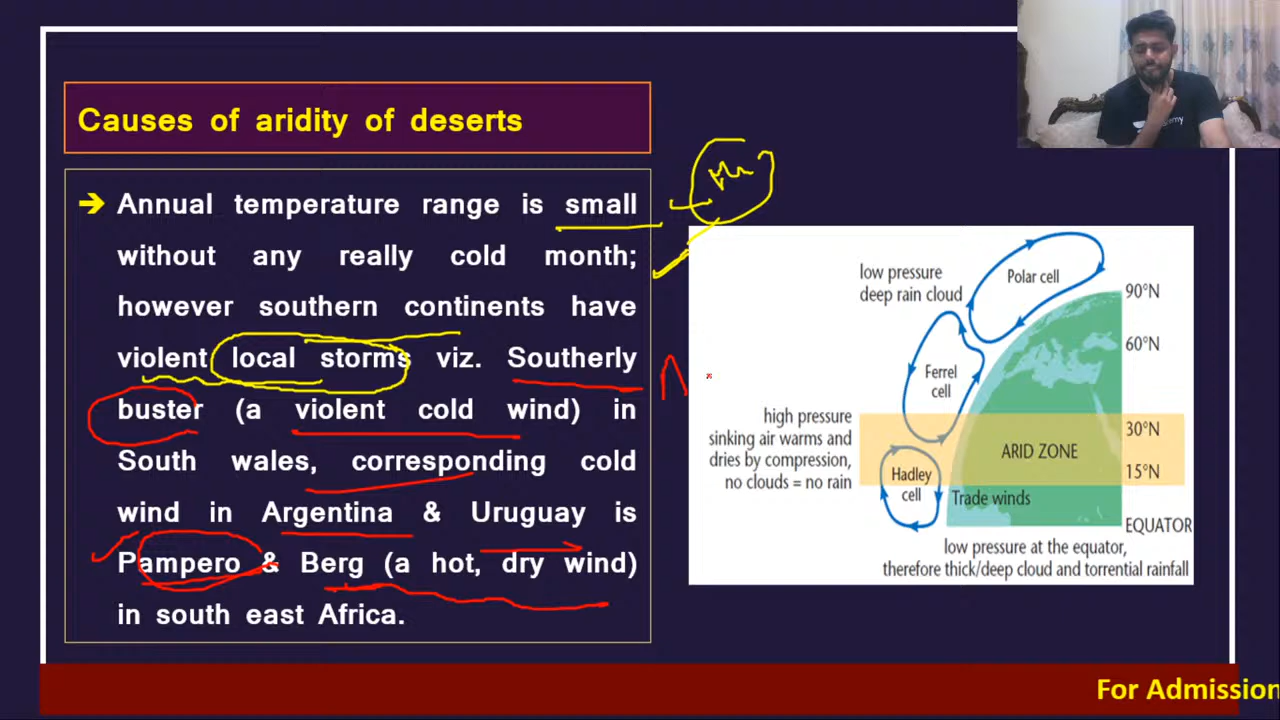 Causes of aridity of deserts
➔ Annual temperature range is small
without any really cold month;
however southern continents have
violent local storms viz. Southerly
buster (a violent cold wind) in
South wales, corresponding cold
wind in Argentina & Uruguay is
Pampero & Berg (a hot, dry wind)
in south east Africa.
low pressure
deep rain cloud
Polar cell
90°N
60°N
Ferrel
cell
high pressure
sinking air warms and
dries by compression,
no clouds = no rain
30°N
ARID ZONE
15°N
Hadley
cell
Trade winds
EQUATOR
low pressure at the equator,
therefore thick/deep cloud and torrential rainfall
For Admission